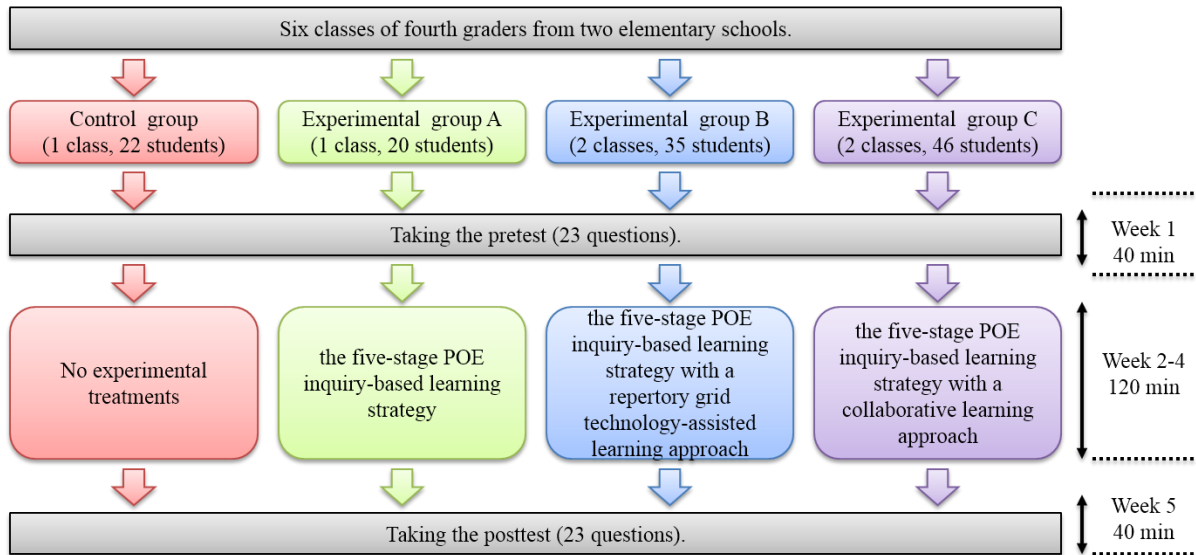 Six classes of fourth graders from two elementary schools.
Control group
(1 class, 22 students)
Experimental group A
(1 class, 20 students)
Experimental group B
(2 classes, 35 students)
Experimental group C
(2 classes, 46 students)
Taking the pretest (23 questions).
Week 1
40 min
No experimental
treatments
the five-stage POE
inquiry-based learning
strategy
the five-stage POE
inquiry-based learning
strategy with a
repertory grid
technology-assisted
learning approach
the five-stage POE
inquiry-based learning
strategy with a
collaborative learning
approach
Week 2-4
120 min
Taking the posttest (23 questions).
Week 5
40 min